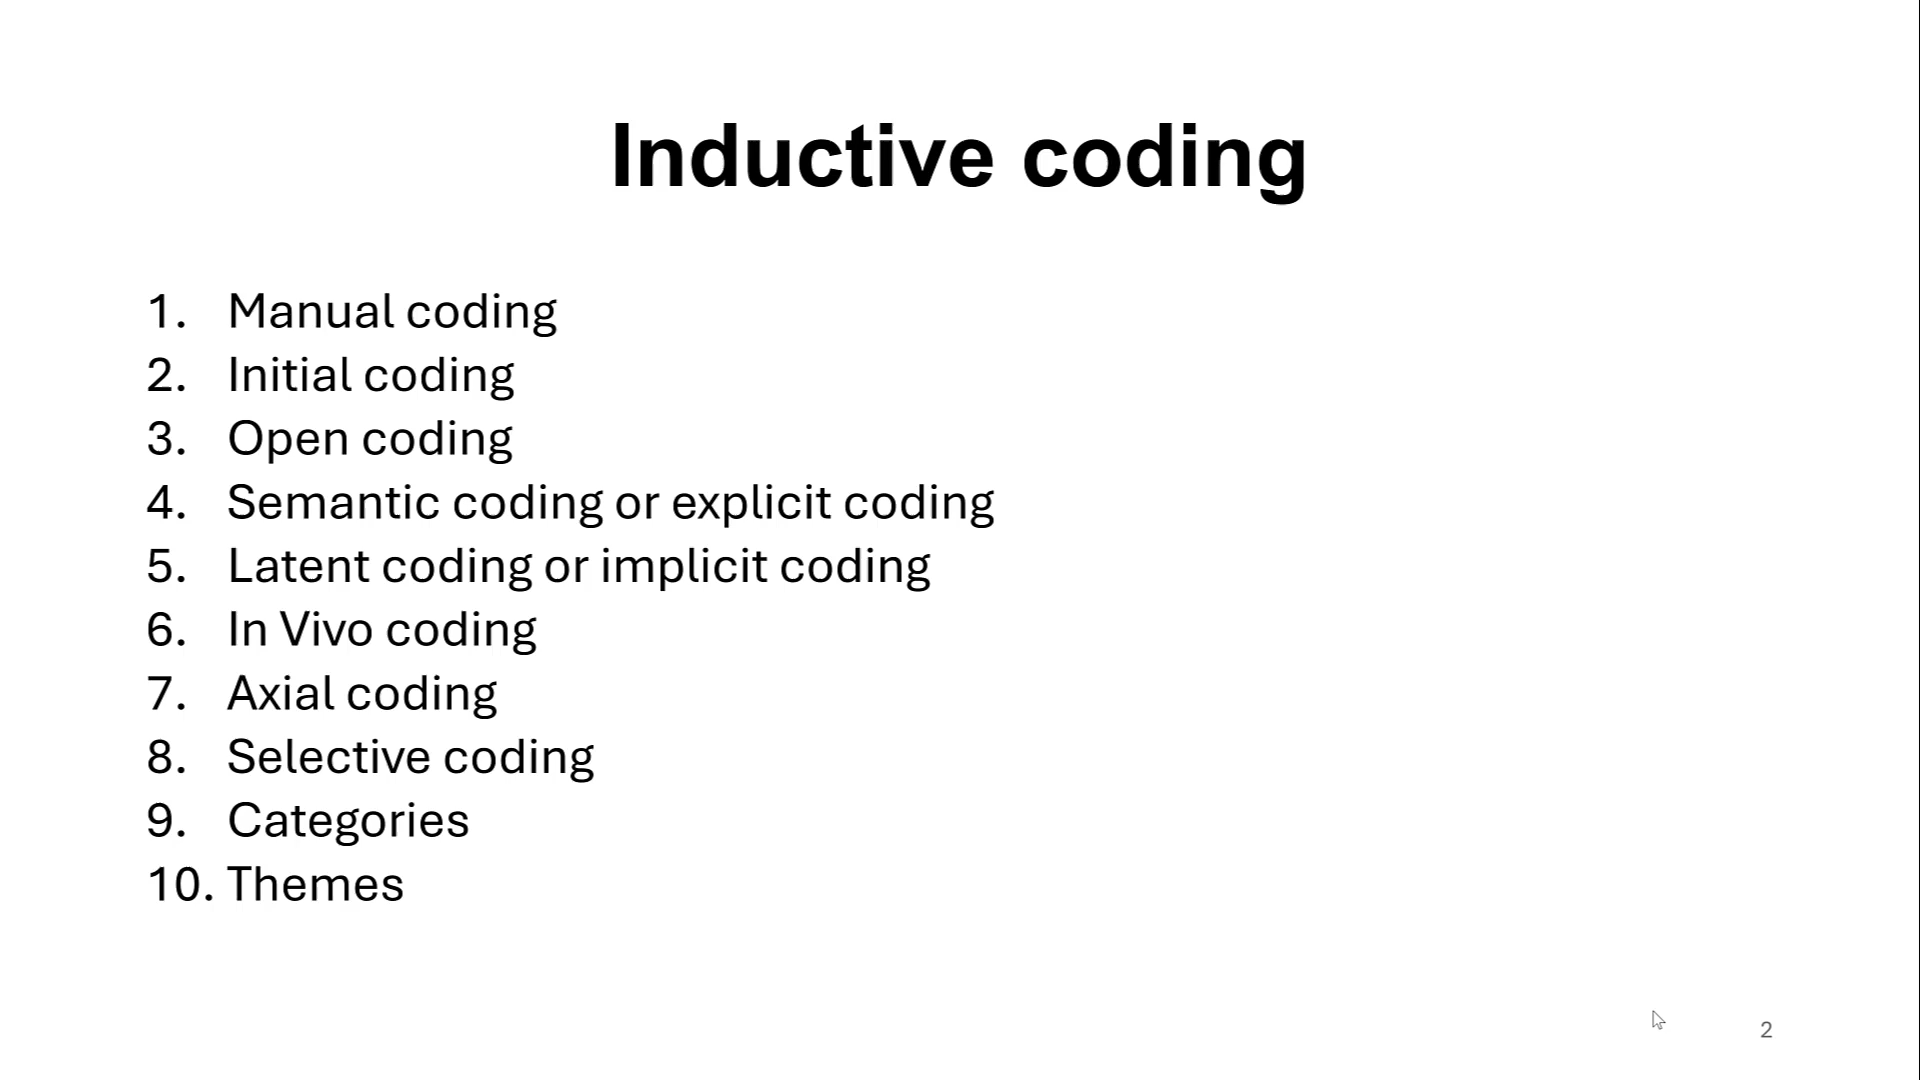 Inductive coding
1. Manual coding
2. Initial coding
3. Open coding
4. Semantic coding or explicit coding
5. Latent coding or implicit coding
6. In Vivo coding
7. Axial coding
8. Selective coding
9. Categories
10. Themes
2